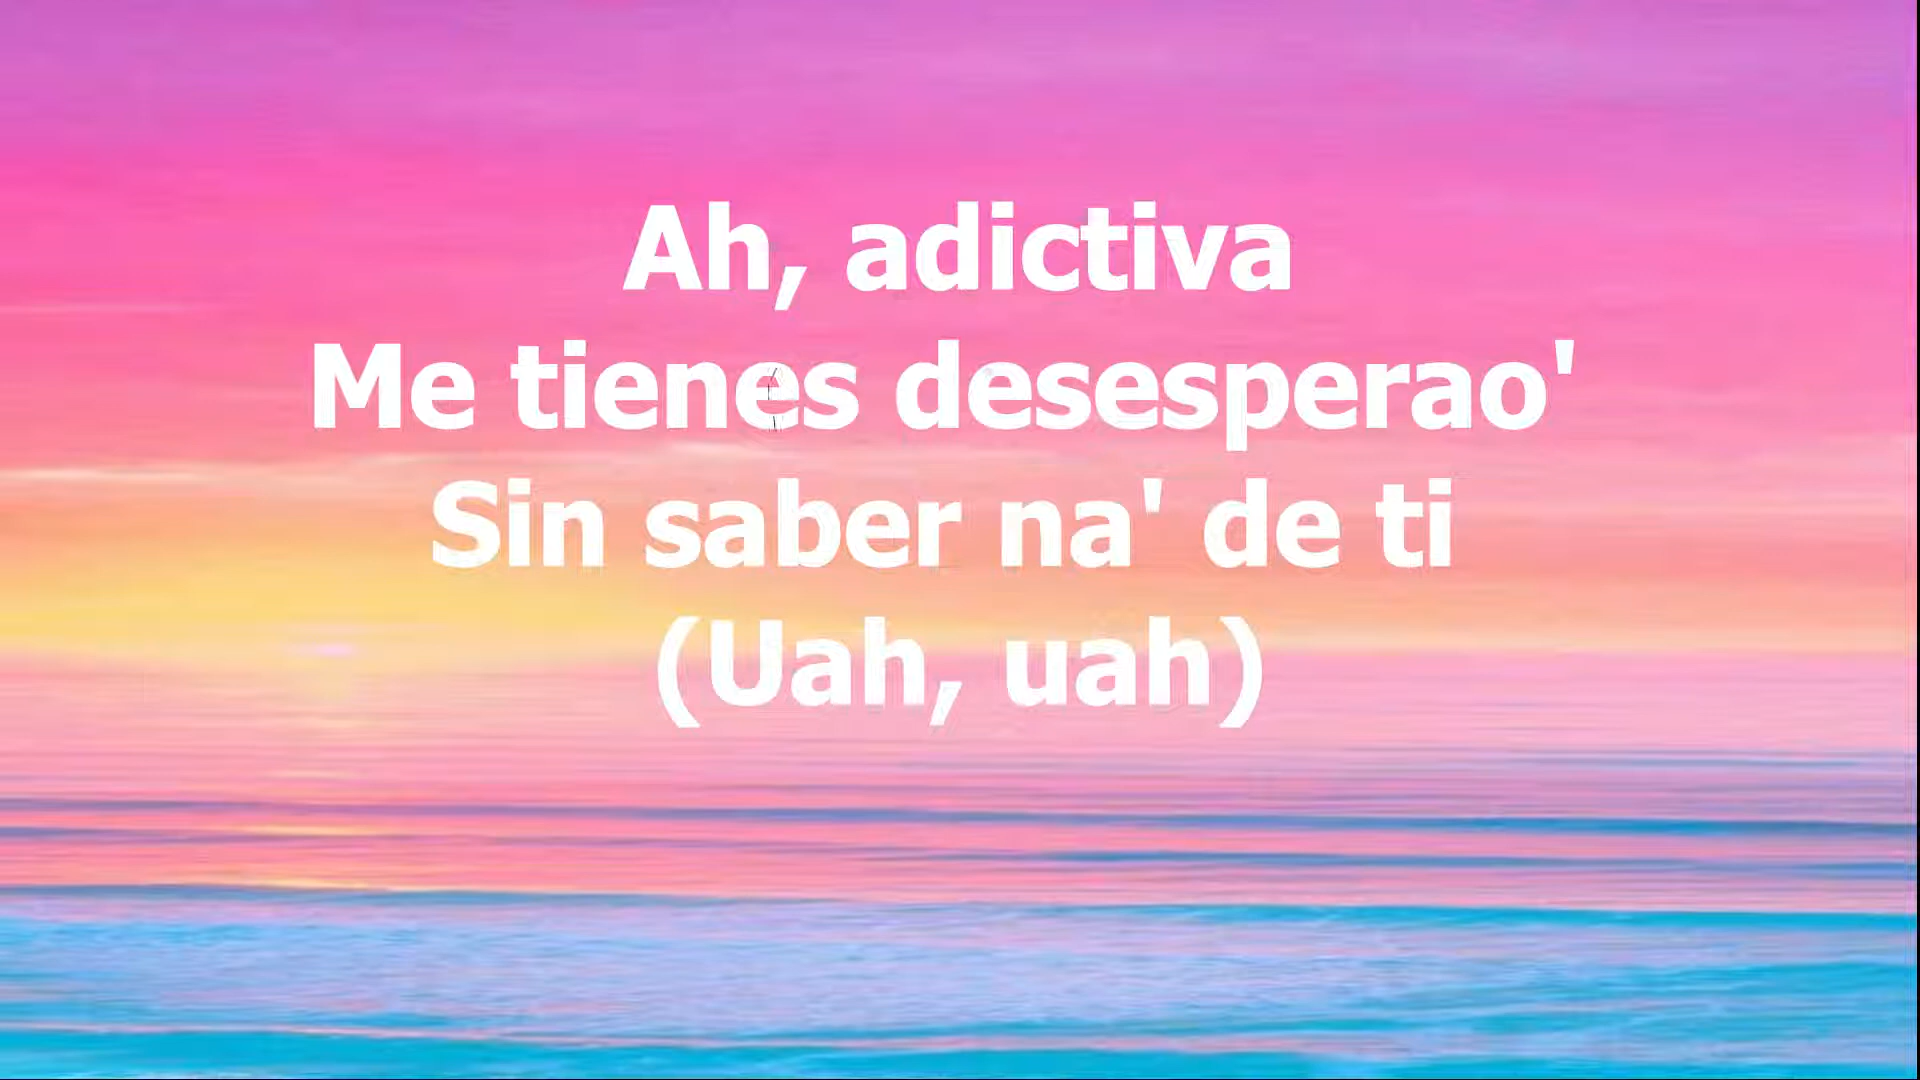 Ah, adictiva
Me tienes desesperao'
Sin saber na' de ti
(Uah, uah)